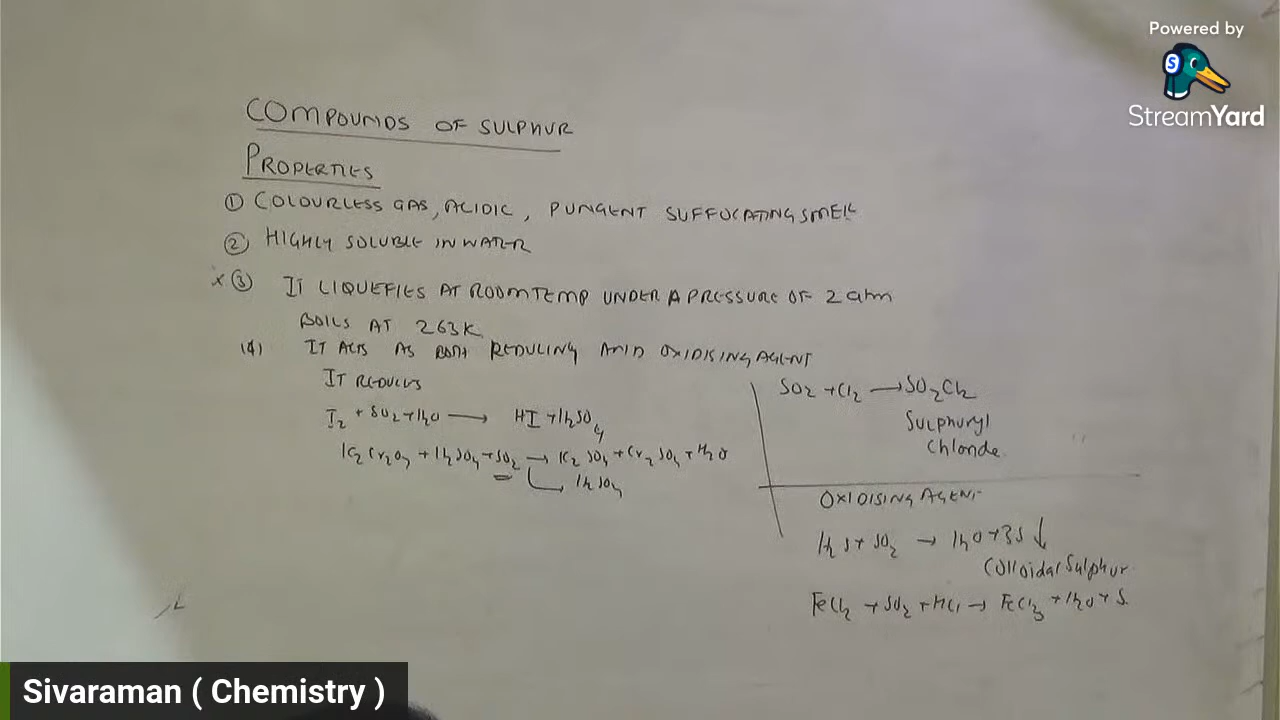 Powered by
StreamYard
COMPOUNDS OF SULPHUR
PROPERTIES
① COLOURLESS GAS, ACIDIC, PUNGENT SUFFOCATING SMELL
② HIGHLY SOLUBLE IN WATER
x ③ IT LIQUEFIES AT ROOM TEMP UNDER A PRESSURE OF 2 atm
BOILS AT 263K
(4) IT ACTS AS BOTH REDUCING AND OXIDISING AGENT
IT REDUCES
I₂ + SO₂ + H₂O → HI + H₂SO₄
K₂Cr₂O₇ + H₂SO₄ + SO₂ → K₂SO₄ + Cr₂SO₄ + H₂O
H₂SO₄
SO₂ + Cl₂ → SO₂Cl₂
Sulphuryl
Chloride
OXIDISING AGENT
H₂S + SO₂ → H₂O + 3S ↓
Colloidal Sulphur
FeCl₂ + SO₂ + HCl → FeCl₃ + H₂O + S
Sivaraman ( Chemistry )